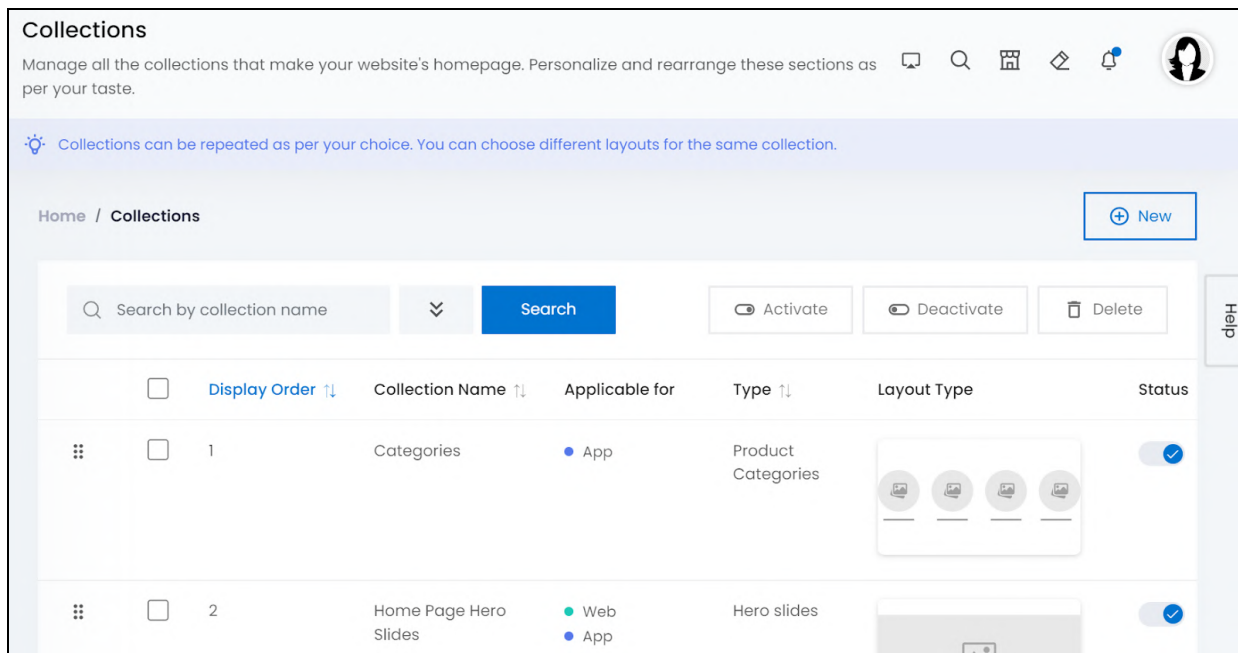 Collections
Manage all the collections that make your website's homepage. Personalize and rearrange these sections as
per your taste.
Collections can be repeated as per your choice. You can choose different layouts for the same collection.
Home / Collections
New
Search by collection name
Search
Activate
Deactivate
Delete
Help
Display Order
Collection Name
Applicable for
Type
Layout Type
Status
1
Categories
App
Product
Categories
2
Home Page Hero
Slides
Web
App
Hero slides